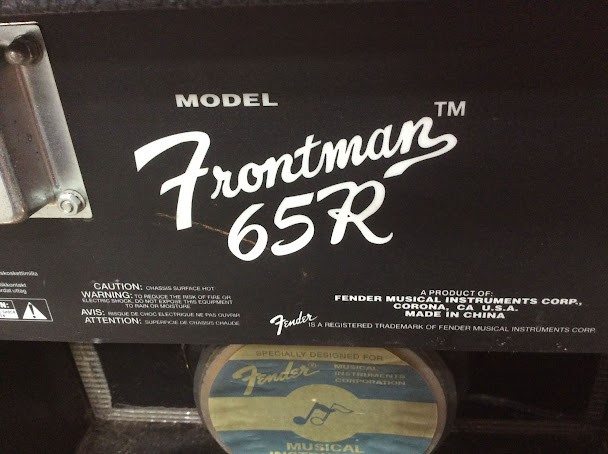 MODEL
Frontman™
65R
CAUTION: CHASSIS SURFACE HOT
WARNING: TO REDUCE THE RISK OF FIRE OR
ELECTRIC SHOCK, DO NOT EXPOSE THIS EQUIPMENT
TO RAIN OR MOISTURE
AVIS: RISQUE DE CHOC ELECTRIQUE NE PAS OUVRIR
ATTENTION: SUPERFICIE DE CHASSIS CHAUDE
A PRODUCT OF:
FENDER MUSICAL INSTRUMENTS CORP.,
CORONA, CA U.S.A.
MADE IN CHINA
Fender IS A REGISTERED TRADEMARK OF FENDER MUSICAL INSTRUMENTS CORP.
SPECIALLY DESIGNED FOR
Fender®
MUSICAL
INSTRUMENTS
CORPORATION
MUSICAL